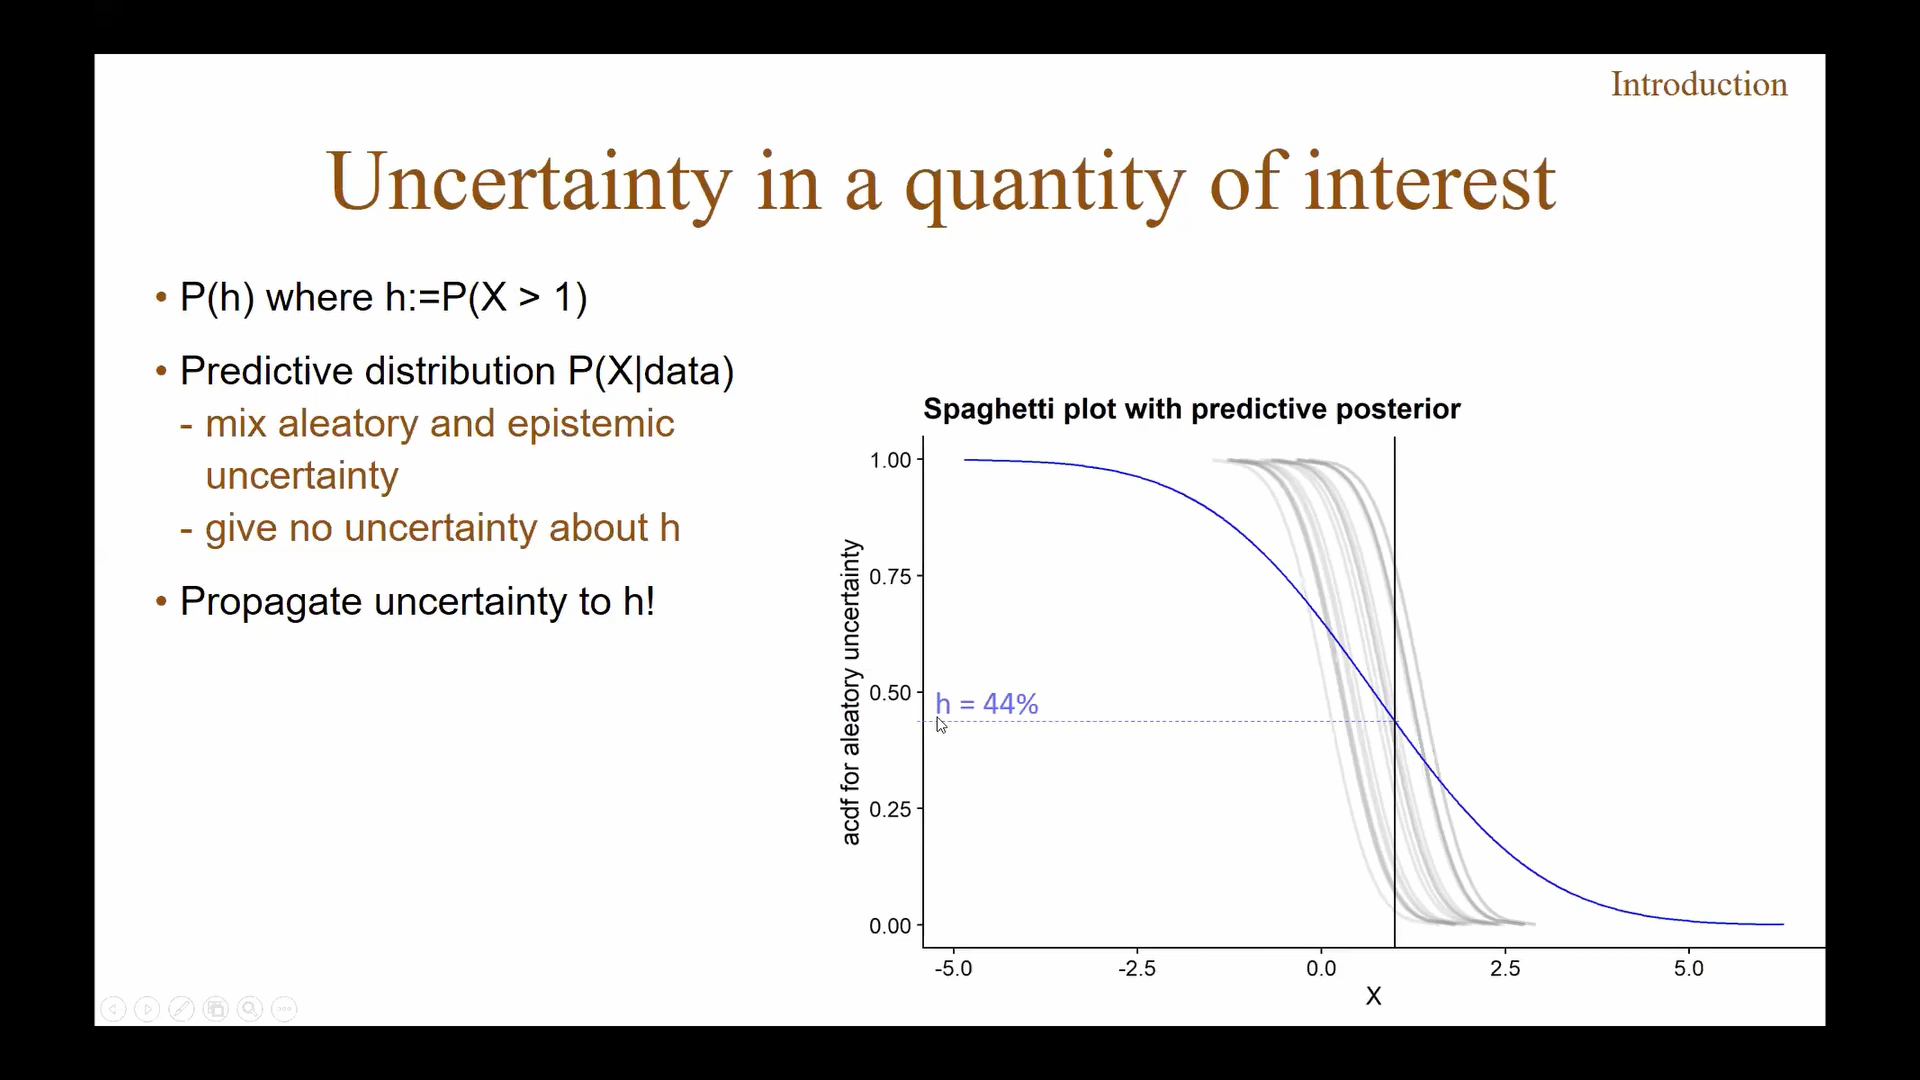 Introduction
Uncertainty in a quantity of interest
• P(h) where h:=P(X > 1)
• Predictive distribution P(X|data)
- mix aleatory and epistemic
uncertainty
- give no uncertainty about h
• Propagate uncertainty to h!
Spaghetti plot with predictive posterior
acdf for aleatory uncertainty
1.00
0.75
0.50
0.25
0.00
h = 44%
-5.0 -2.5 0.0 2.5 5.0
X